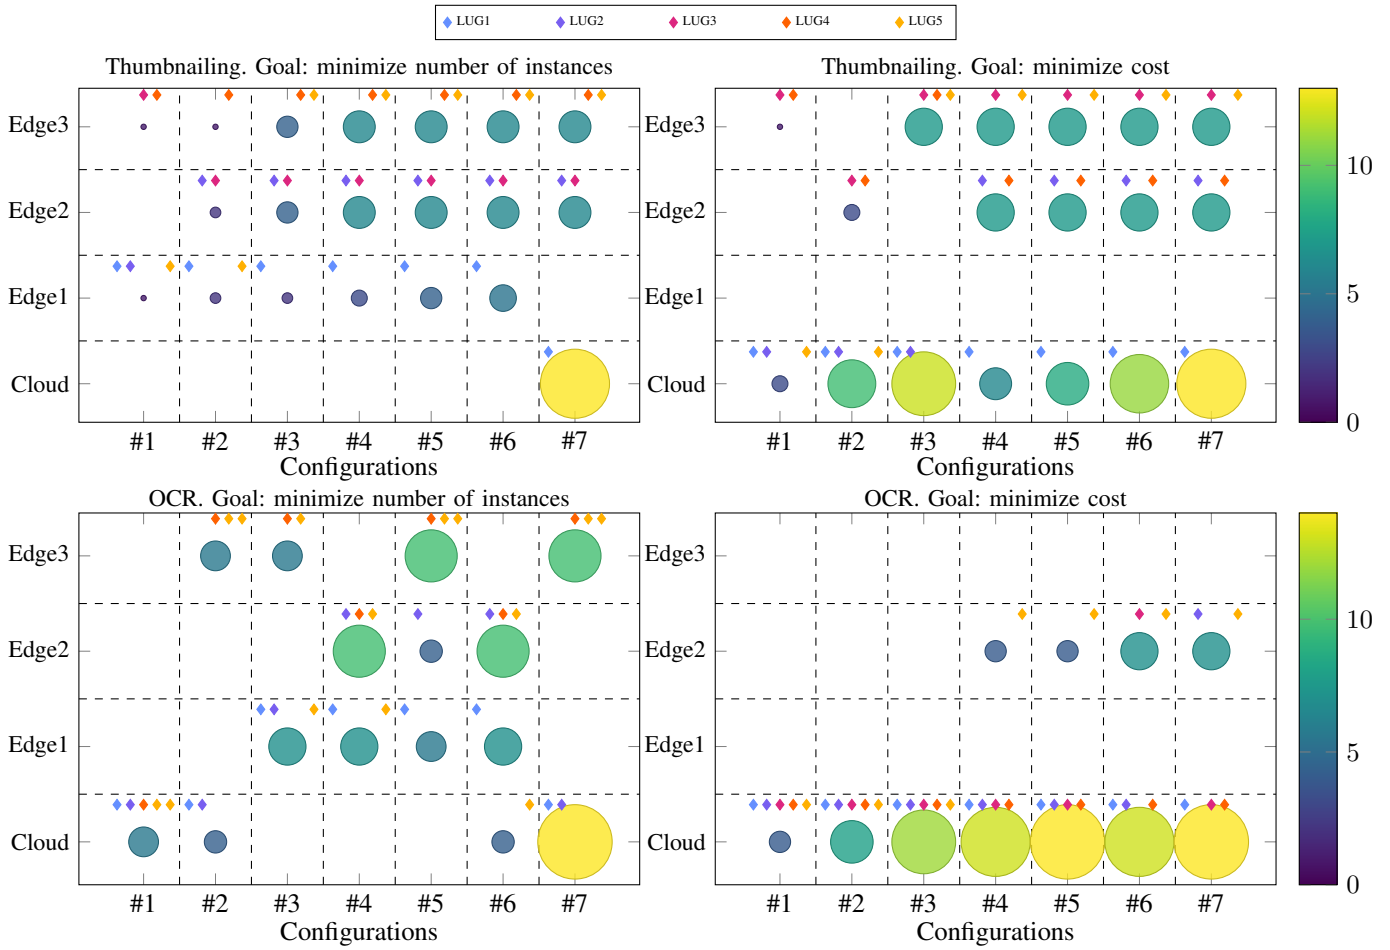 LUG1 LUG2 LUG3 LUG4 LUG5
Thumbnailing. Goal: minimize number of instances
Edge3
Edge2
Edge1
Cloud
#1 #2 #3 #4 #5 #6 #7
Configurations
Thumbnailing. Goal: minimize cost
Edge3
Edge2
Edge1
Cloud
#1 #2 #3 #4 #5 #6 #7
Configurations
10
5
0
OCR. Goal: minimize number of instances
Edge3
Edge2
Edge1
Cloud
#1 #2 #3 #4 #5 #6 #7
Configurations
OCR. Goal: minimize cost
Edge3
Edge2
Edge1
Cloud
#1 #2 #3 #4 #5 #6 #7
Configurations
10
5
0